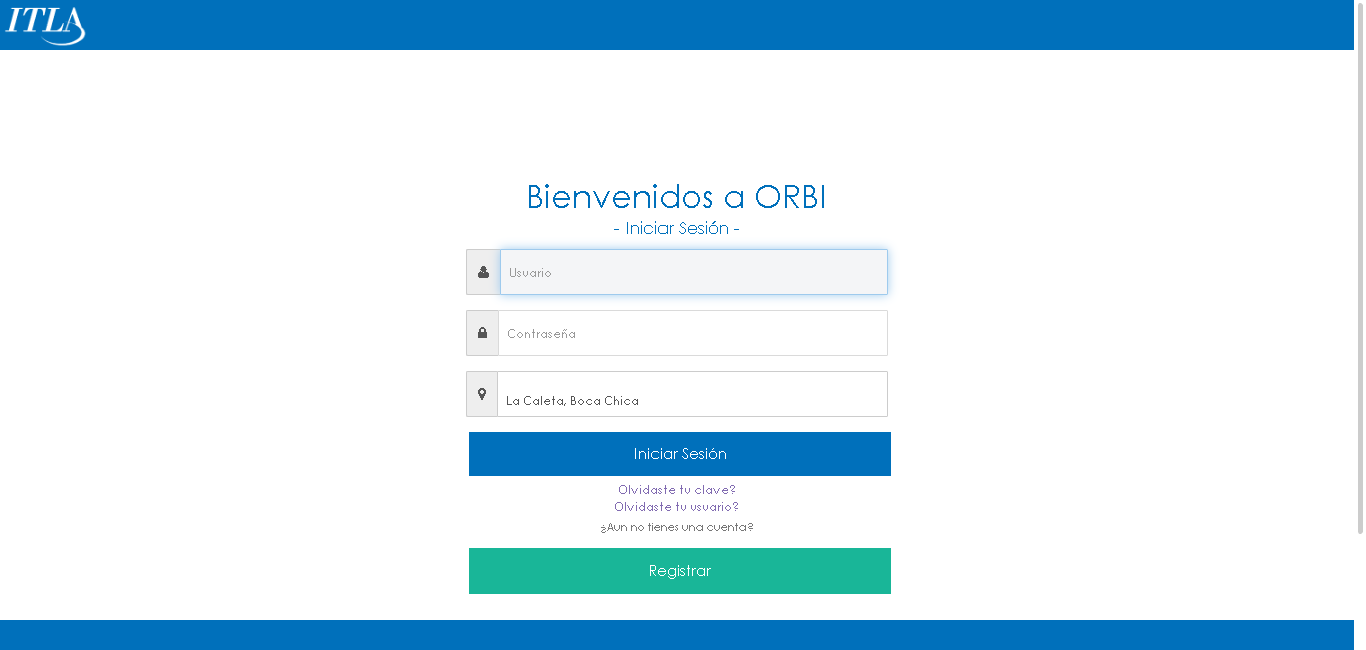 ITLA
Bienvenidos a ORBI
- Iniciar Sesión -
Usuario
Contraseña
La Caleta, Boca Chica
Iniciar Sesión
Olvidaste tu clave?
Olvidaste tu usuario?
¿Aun no tienes una cuenta?
Registrar